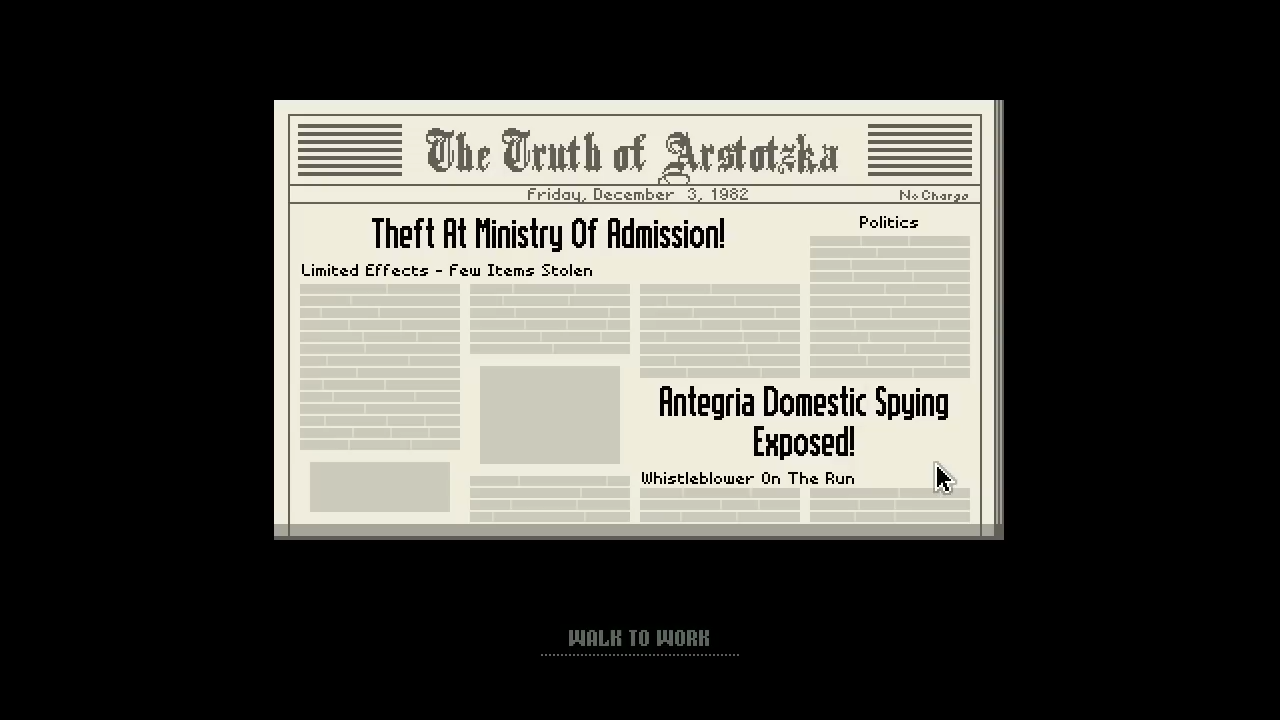 The Truth of Arstotzka
Friday, December 3, 1982
No Charge
Theft At Ministry Of Admission!
Limited Effects - Few Items Stolen
Politics
Antegria Domestic Spying
Exposed!
Whistleblower On The Run
WALK TO WORK